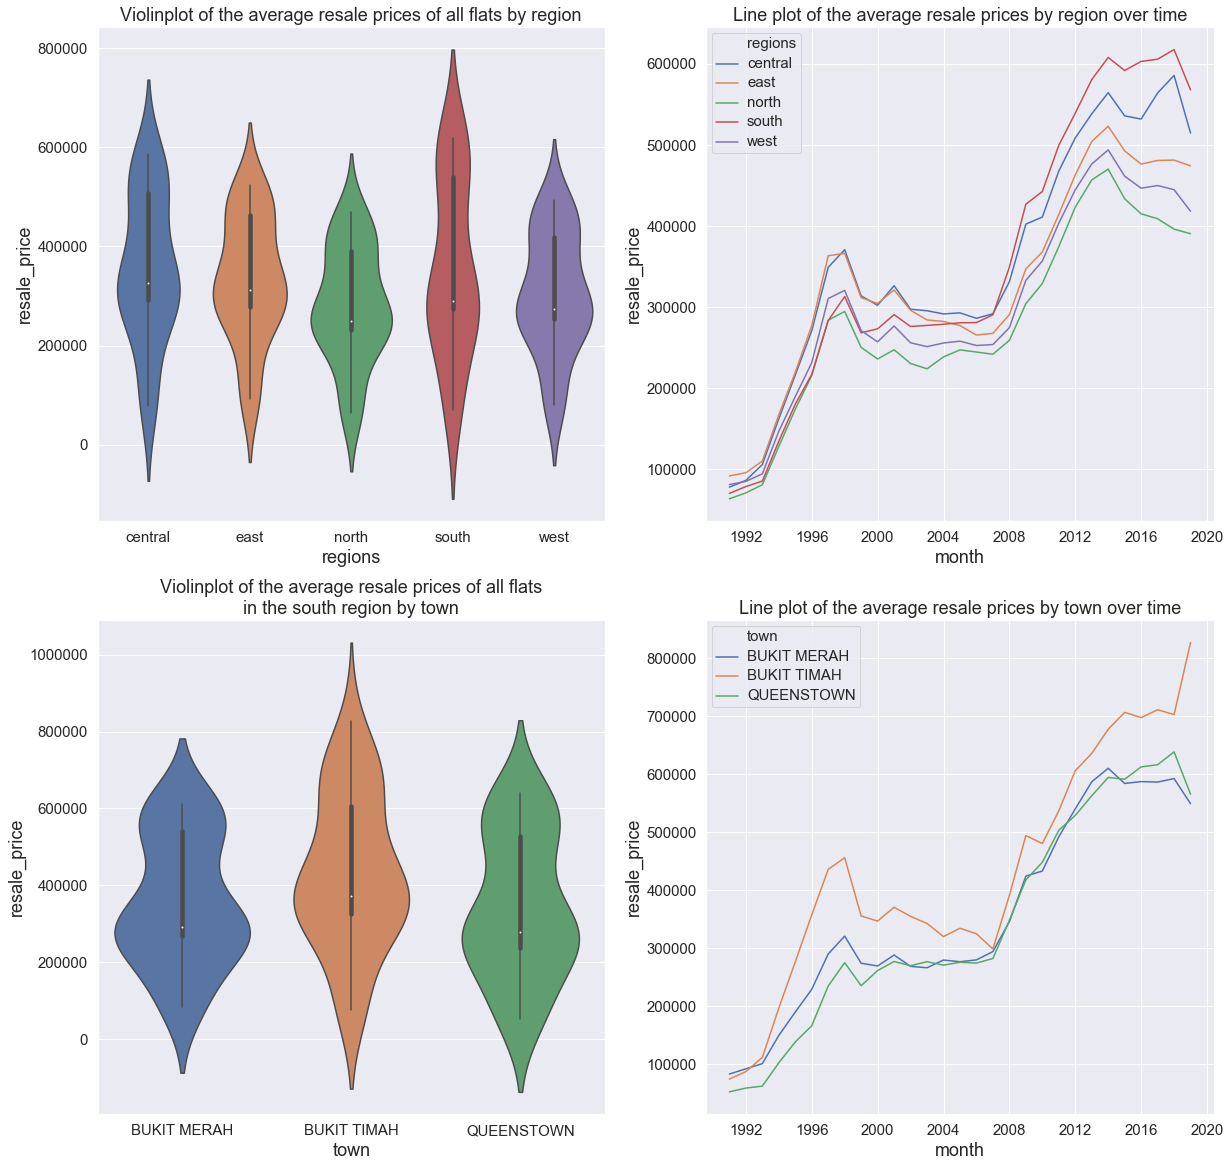 Violinplot of the average resale prices of all flats by region
800000
600000
400000
200000
0
resale_price
central east north south west
regions
Line plot of the average resale prices by region over time
regions
central
east
north
south
west
600000
500000
400000
300000
200000
100000
resale_price
1992 1996 2000 2004 2008 2012 2016 2020
month
Violinplot of the average resale prices of all flats
in the south region by town
1000000
800000
600000
400000
200000
0
resale_price
BUKIT MERAH BUKIT TIMAH QUEENSTOWN
town
Line plot of the average resale prices by town over time
town
BUKIT MERAH
BUKIT TIMAH
QUEENSTOWN
800000
700000
600000
500000
400000
300000
200000
100000
resale_price
1992 1996 2000 2004 2008 2012 2016 2020
month